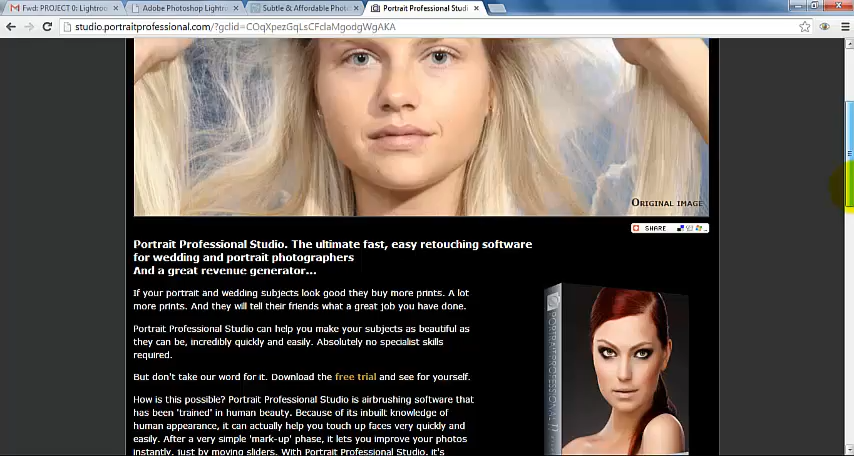 Fwd: PROJECT 0: Lightroo
Adobe Photoshop Lightroo
Subtle & Affordable Photo
Portrait Professional Studi
studio.portraitprofessional.com/?gclid=COqXpezGqLsCFclaMgodgWgAKA
ORIGINAL IMAGE
SHARE
Portrait Professional Studio. The ultimate fast, easy retouching software
for wedding and portrait photographers
And a great revenue generator...
If your portrait and wedding subjects look good they buy more prints. A lot
more prints. And they will tell their friends what a great job you have done.
Portrait Professional Studio can help you make your subjects as beautiful as
they can be, incredibly quickly and easily. Absolutely no specialist skills
required.
But don't take our word for it. Download the free trial and see for yourself.
How is this possible? Portrait Professional Studio is airbrushing software that
has been 'trained' in human beauty. Because of its inbuilt knowledge of
human appearance, it can actually help you touch up faces very quickly and
easily. After a very simple 'mark-up' phase, it lets you improve your photos
instantly, just by moving sliders. With Portrait Professional Studio, it's
PORTRAIT PROFESSIONAL